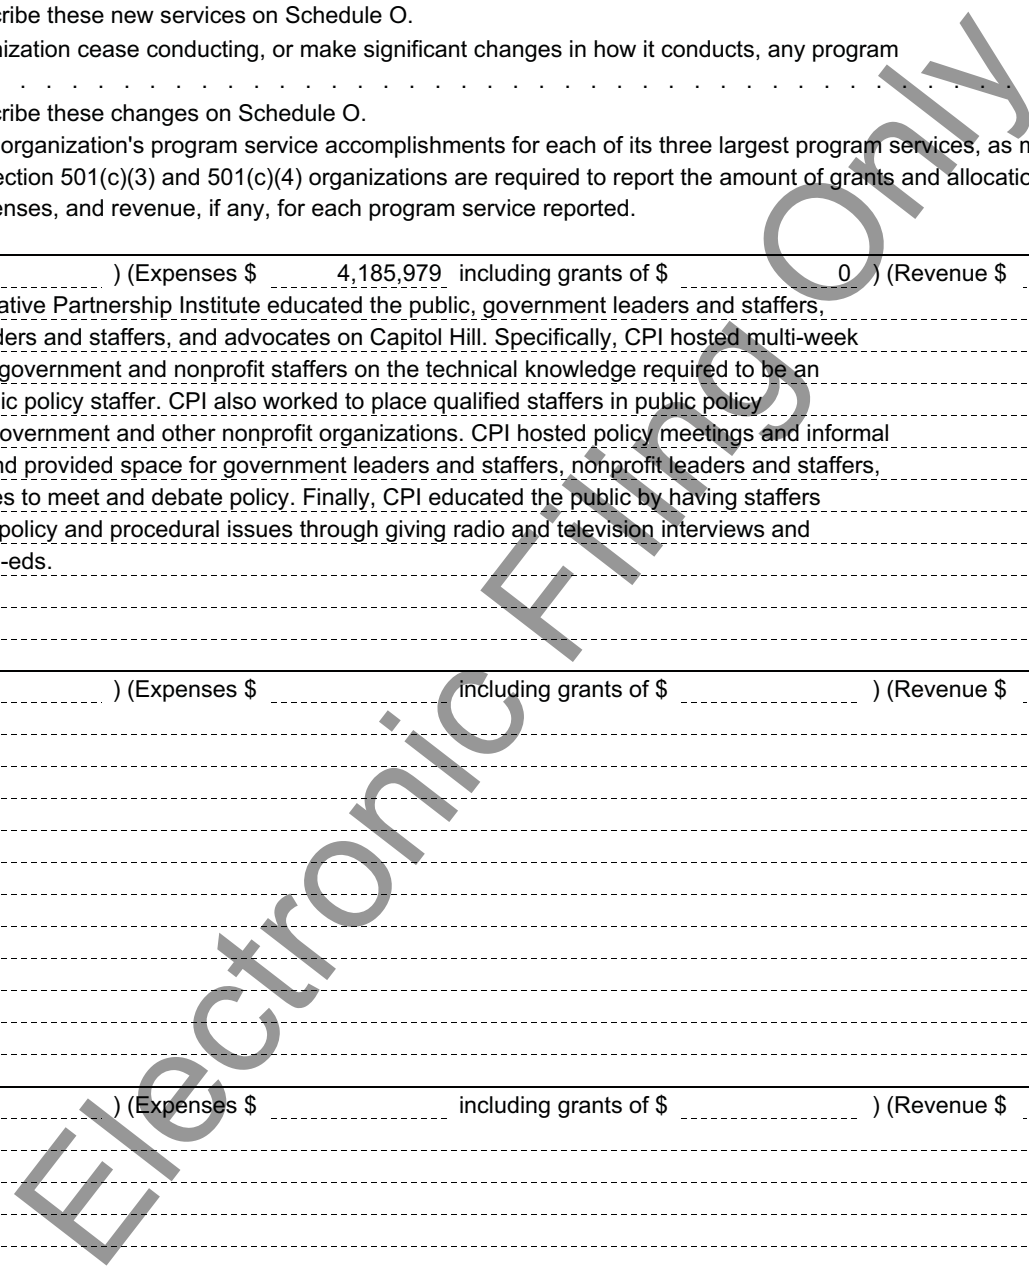 cribe these new services on Schedule O.
nization cease conducting, or make significant changes in how it conducts, any program
. . . . . . . . . . . . . . . . . . . . . . . . . . . . . . . . . . . . . . .
cribe these changes on Schedule O.
organization's program service accomplishments for each of its three largest program services, as m
ection 501(c)(3) and 501(c)(4) organizations are required to report the amount of grants and allocatio
enses, and revenue, if any, for each program service reported.
) (Expenses $ 4,185,979 including grants of $ 0 ) (Revenue $
ative Partnership Institute educated the public, government leaders and staffers,
ders and staffers, and advocates on Capitol Hill. Specifically, CPI hosted multi-week
government and nonprofit staffers on the technical knowledge required to be an
ic policy staffer. CPI also worked to place qualified staffers in public policy
overnment and other nonprofit organizations. CPI hosted policy meetings and informal
nd provided space for government leaders and staffers, nonprofit leaders and staffers,
es to meet and debate policy. Finally, CPI educated the public by having staffers
policy and procedural issues through giving radio and television interviews and
-eds.
) (Expenses $ including grants of $ ) (Revenue $
) (Expenses $ including grants of $ ) (Revenue $
Electronic Filing Only